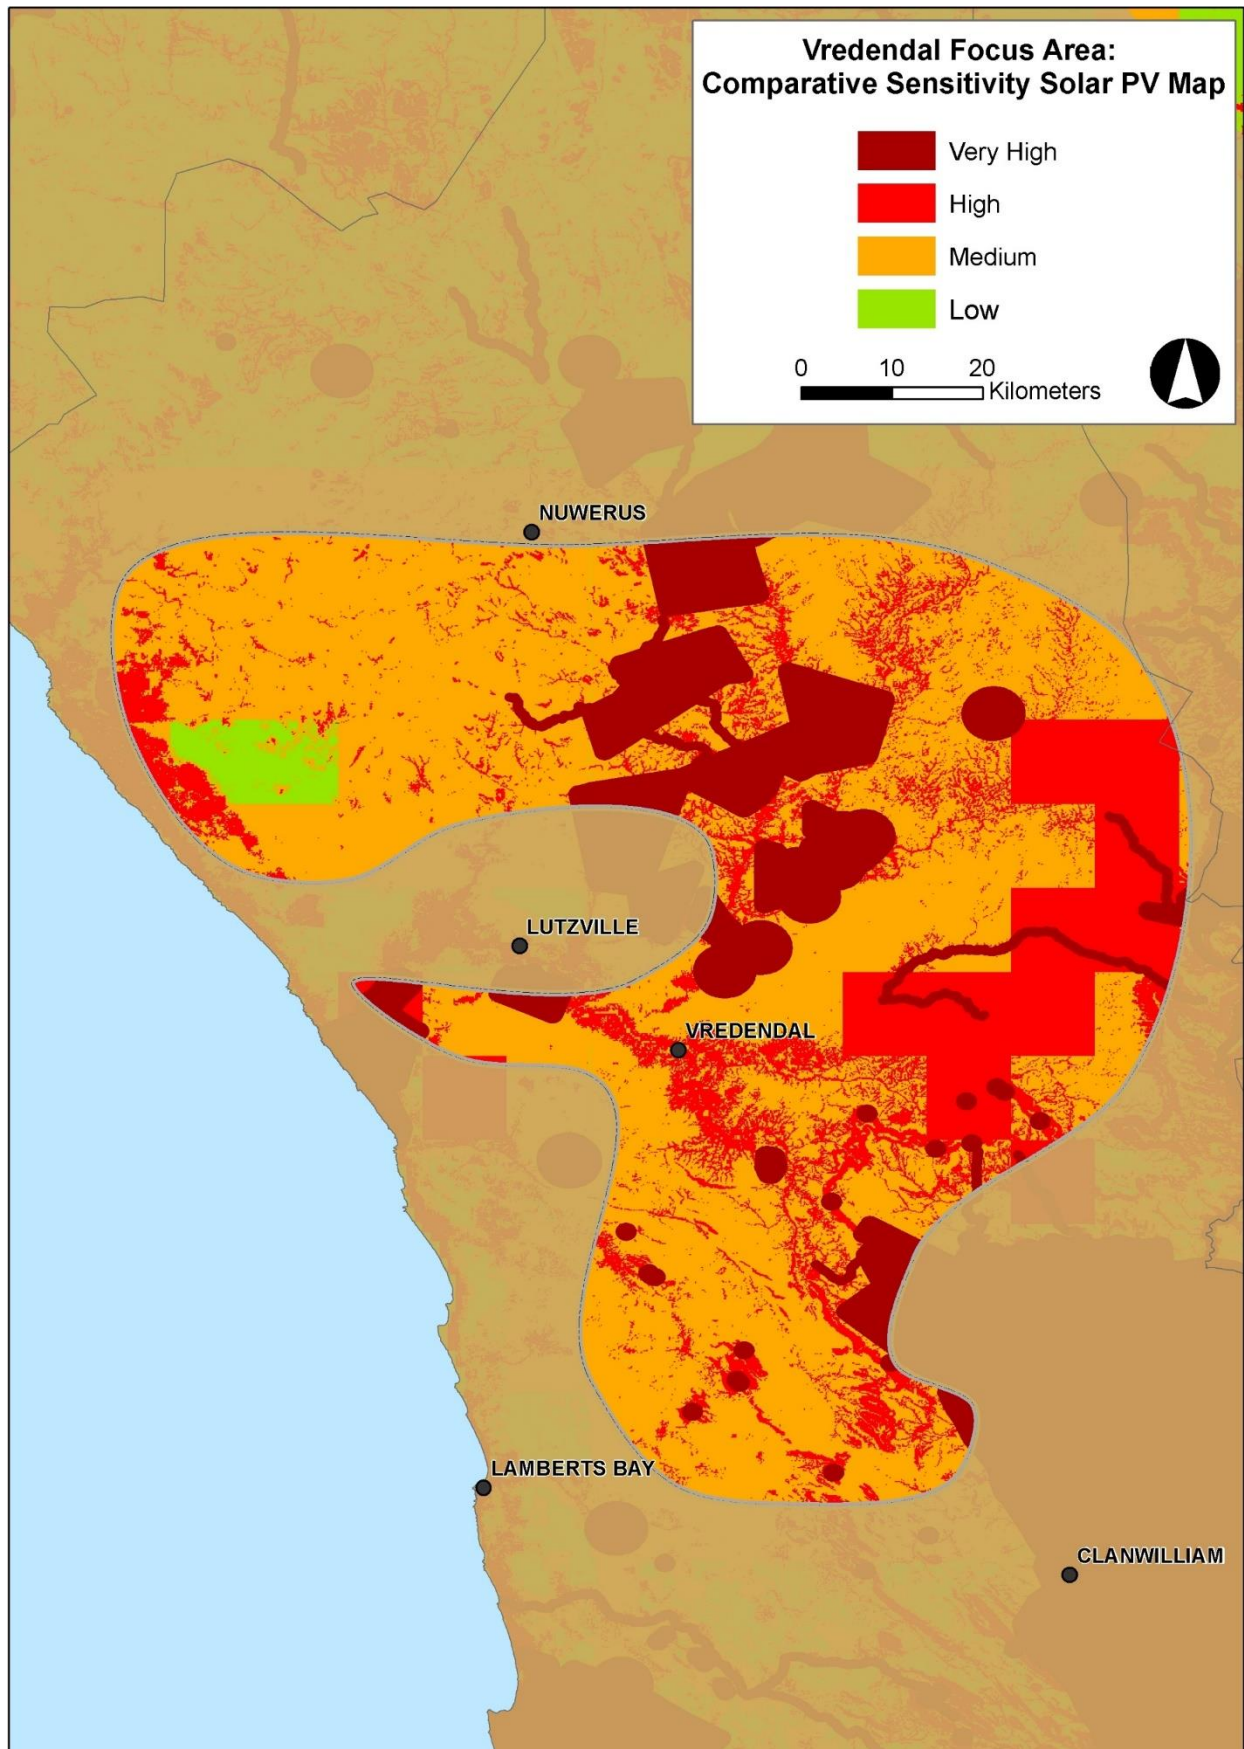 Vredendal Focus Area:
Comparative Sensitivity Solar PV Map
Very High
High
Medium
Low
0 10 20
Kilometers
NUWERUS
LUTZVILLE
VREDENDAL
LAMBERTS BAY
CLANWILLIAM